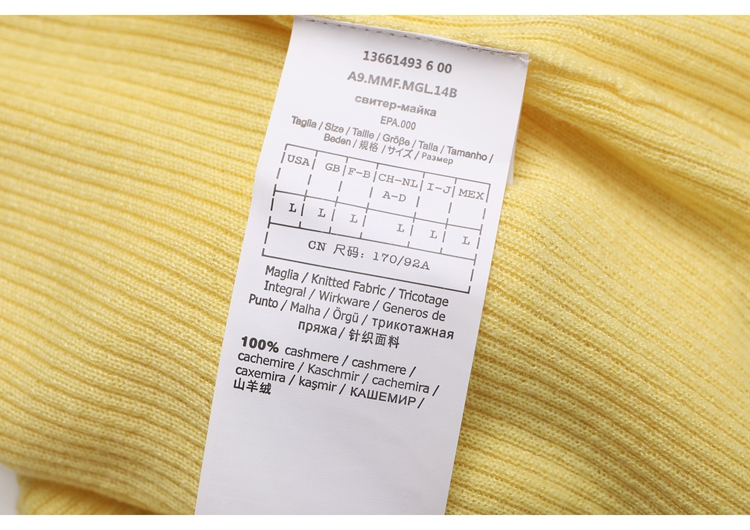 13661493 6 00
A9.MMF.MGL.14B
свитер-майка
EPA.000
Taglia / Size / Taille / Größe / Talla / Tamanho /
Beden / 規格 / サイズ / Размер
USA GB F-B CH-NL I-J MEX
A-D
L L L L L L
CN 尺码: 170/92A
Maglia / Knitted Fabric / Tricotage
Integral / Wirkware / Generos de
Punto / Malha / Örgü / трикотажная
пряжа / 针织面料
100% cashmere / cashmere /
cachemire / Kaschmir / cachemira /
caxemira / kaşmir / КАШЕМИР /
山羊绒